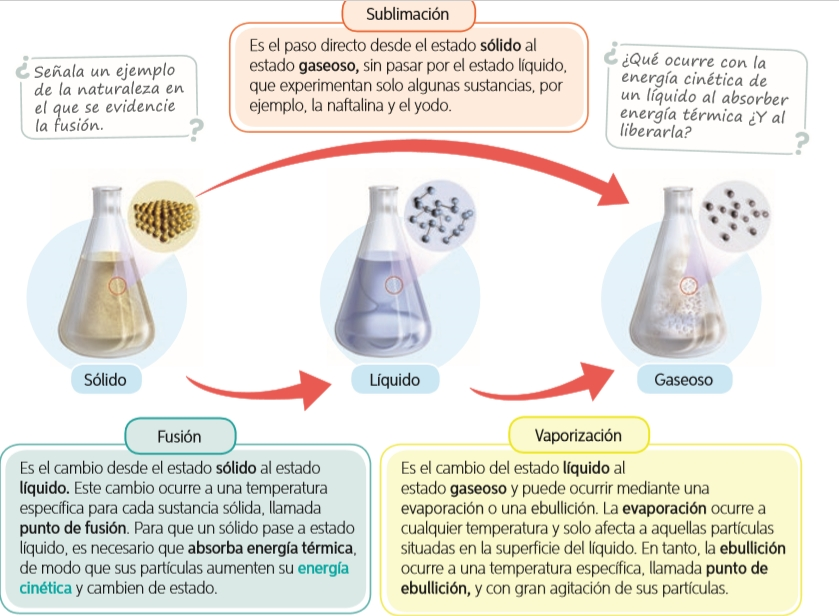 Sublimación
Es el paso directo desde el estado sólido al
estado gaseoso, sin pasar por el estado líquido,
que experimentan solo algunas sustancias, por
ejemplo, la naftalina y el yodo.
¿
Señala un ejemplo
de la naturaleza en
el que se evidencie
la fusión.
?
¿
¿Qué ocurre con la
energía cinética de
un líquido al absorber
energía térmica ¿Y al
liberarla?
?
Sólido
Líquido
Gaseoso
Fusión
Es el cambio desde el estado sólido al estado
líquido. Este cambio ocurre a una temperatura
específica para cada sustancia sólida, llamada
punto de fusión. Para que un sólido pase a estado
líquido, es necesario que absorba energía térmica,
de modo que sus partículas aumenten su energía
cinética y cambien de estado.
Vaporización
Es el cambio del estado líquido al
estado gaseoso y puede ocurrir mediante una
evaporación o una ebullición. La evaporación ocurre a
cualquier temperatura y solo afecta a aquellas partículas
situadas en la superficie del líquido. En tanto, la ebullición
ocurre a una temperatura específica, llamada punto de
ebullición, y con gran agitación de sus partículas.